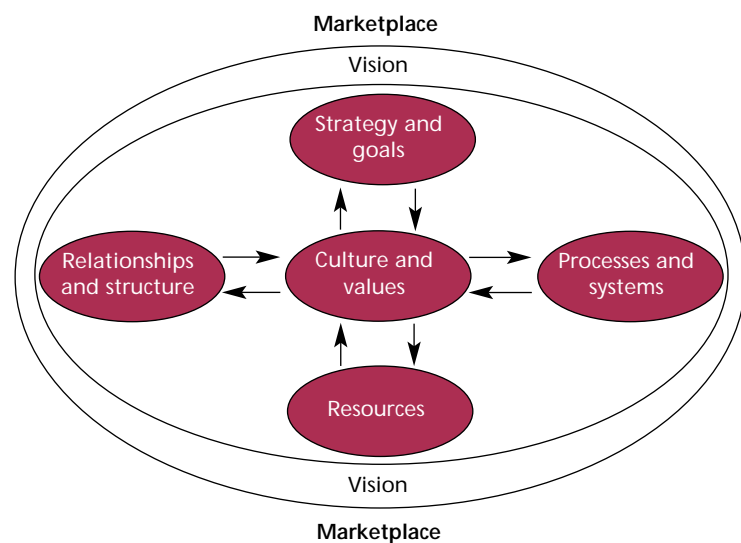 Marketplace
Vision
Strategy and
goals
Relationships
and structure
Culture and
values
Processes and
systems
Resources
Vision
Marketplace